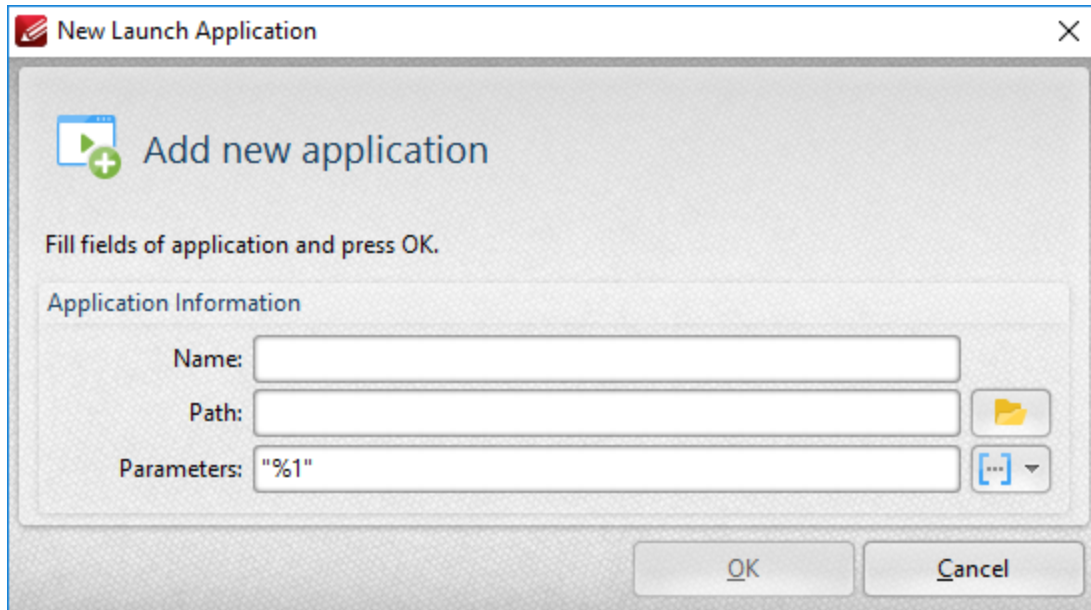 New Launch Application
Add new application
Fill fields of application and press OK.
Application Information
Name:
Path:
Parameters: "%1"
OK Cancel